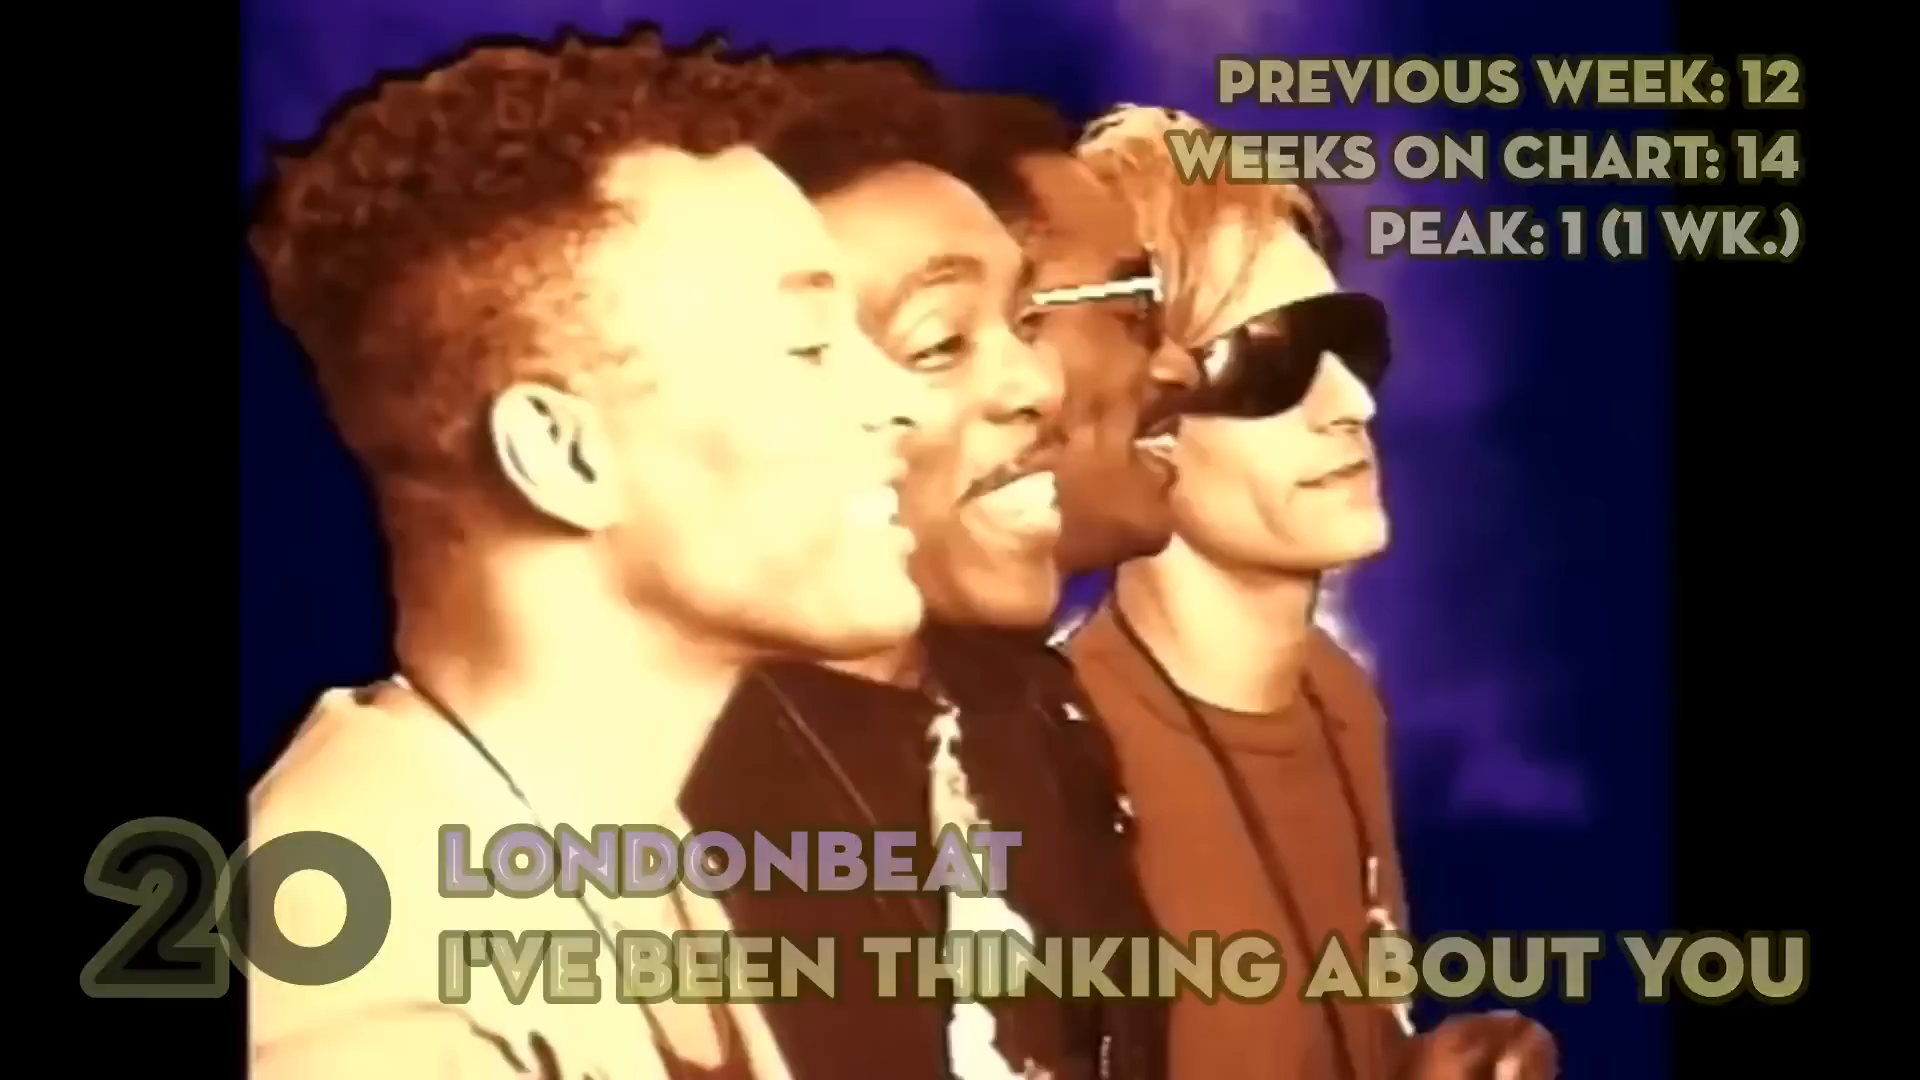 PREVIOUS WEEK: 12
WEEKS ON CHART: 14
PEAK: 1 (1 WK.)
20
LONDONBEAT
I'VE BEEN THINKING ABOUT YOU